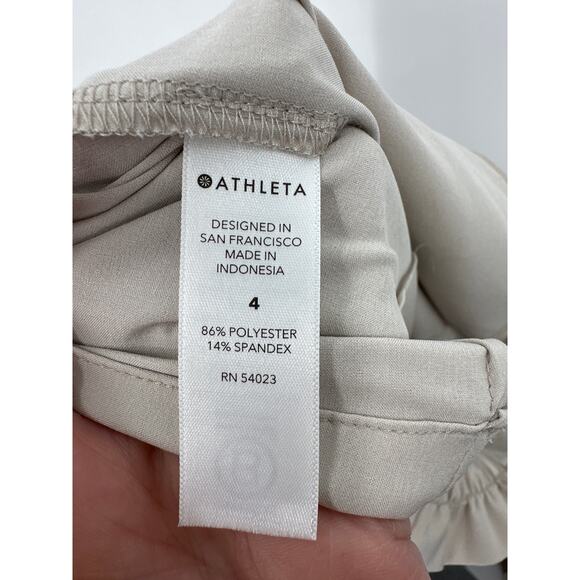 ATHLETA
DESIGNED IN
SAN FRANCISCO
MADE IN
INDONESIA
4
86% POLYESTER
14% SPANDEX
RN 54023